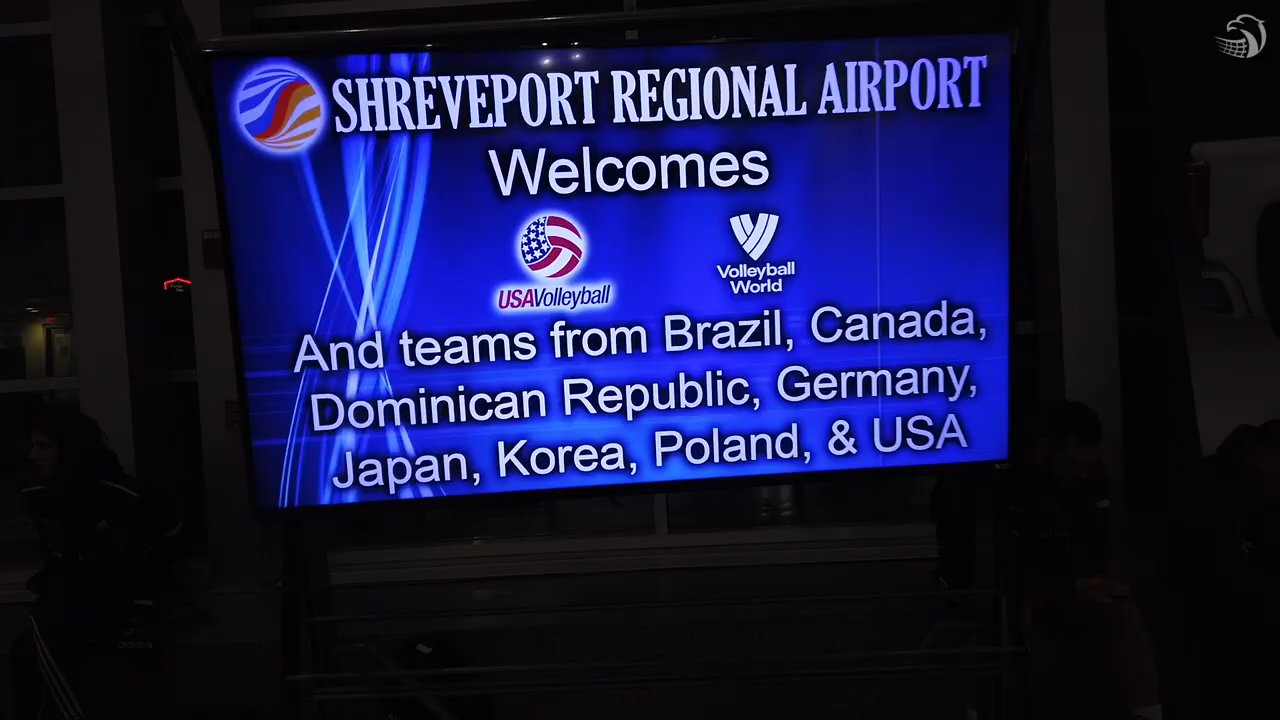 SHREVEPORT REGIONAL AIRPORT
Welcomes
USAVolleyball
Volleyball
World
And teams from Brazil, Canada,
Dominican Republic, Germany,
Japan, Korea, Poland, & USA